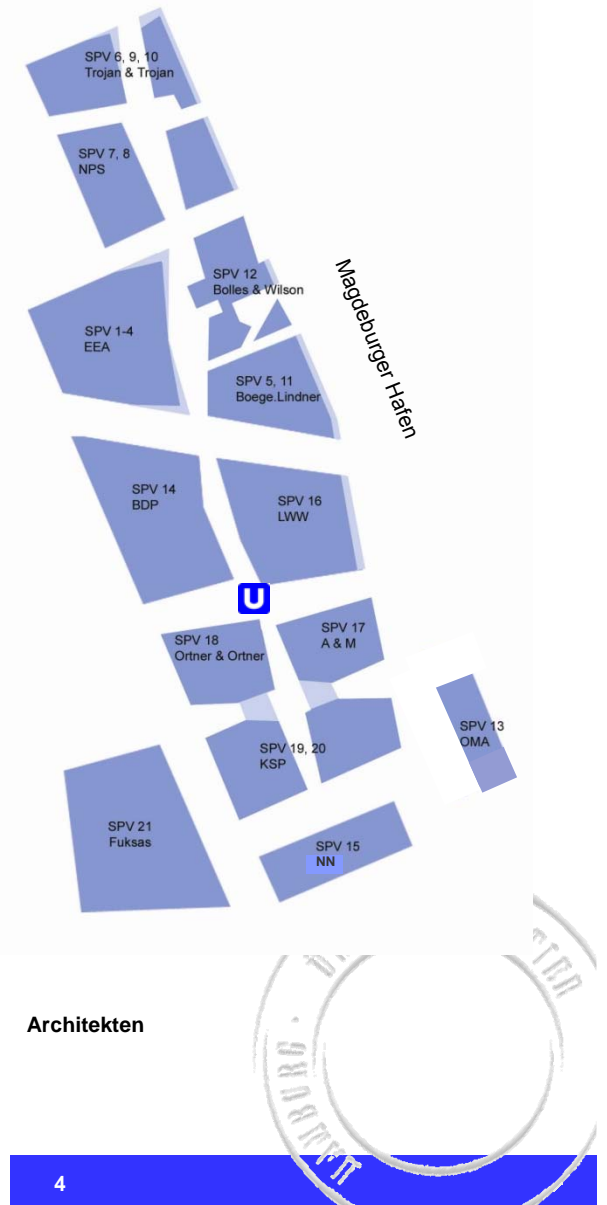 SPV 6, 9, 10
Trojan & Trojan
SPV 7, 8
NPS
SPV 12
Bolles & Wilson
Magdeburger Hafen
SPV 1-4
EEA
SPV 5, 11
Boege.Lindner
SPV 14
BDP
SPV 16
LWW
U
SPV 17
A & M
SPV 18
Ortner & Ortner
SPV 13
OMA
SPV 19, 20
KSP
SPV 21
Fuksas
SPV 15
NN
Architekten
4